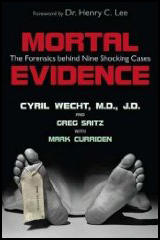 Foreword by Dr. Henry C. Lee
MORTAL
The Forensics behind Nine Shocking Cases
EVIDENCE
CYRIL WECHT, M.D., J.D.
AND
GREG SAITZ
WITH
MARK CURRIDEN